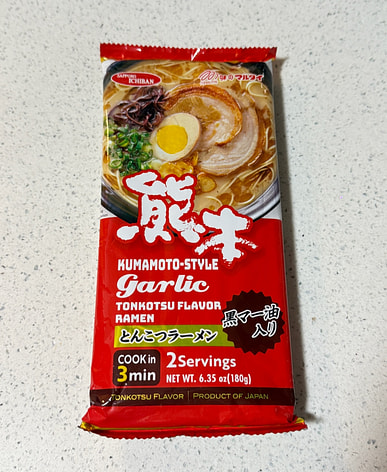 SAPPORO
ICHIBAN
味のマルタイ
熊本
KUMAMOTO-STYLE
garlic
TONKOTSU FLAVOR
RAMEN
とんこつラーメン
黒マー油
入り
COOK in
3 min
2 Servings
NET WT. 6.35 oz (180g)
TONKOTSU FLAVOR | PRODUCT OF JAPAN